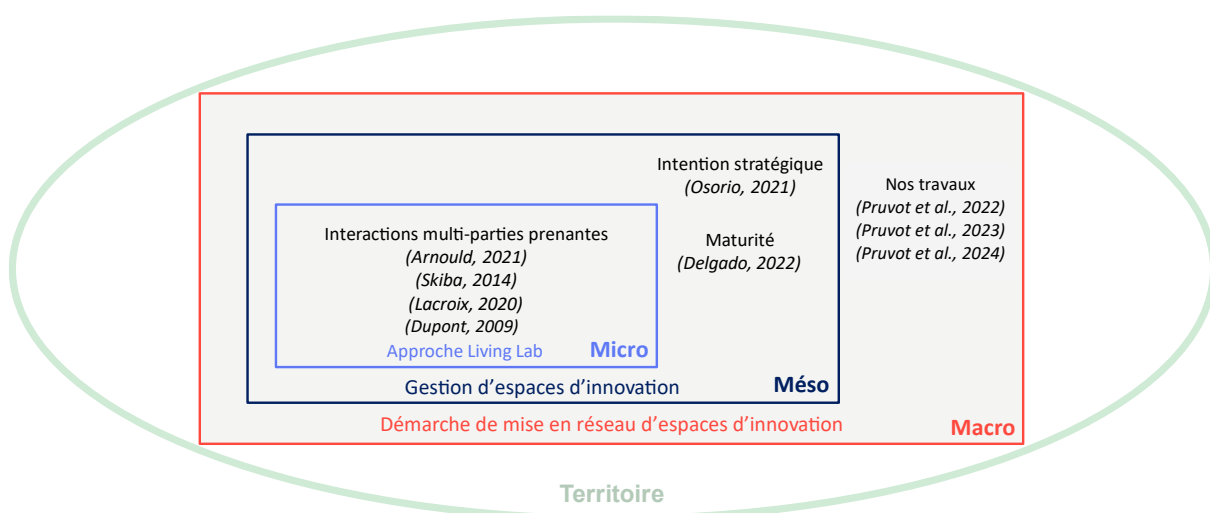 Intention stratégique
(Osorio, 2021)
Nos travaux
(Pruvot et al., 2022)
(Pruvot et al., 2023)
(Pruvot et al., 2024)
Interactions multi-parties prenantes
(Arnould, 2021)
(Skiba, 2014)
(Lacroix, 2020)
(Dupont, 2009)
Maturité
(Delgado, 2022)
Approche Living Lab
Micro
Gestion d’espaces d’innovation
Méso
Démarche de mise en réseau d’espaces d’innovation
Macro
Territoire